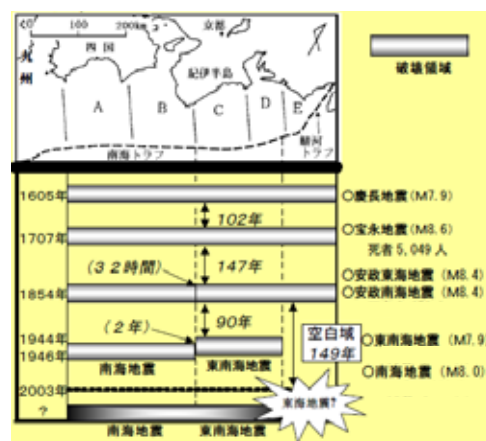 0 100 200km
京都
四国
九州
紀伊半島
A B C D E
南海トラフ
駿河
トラフ
破壊領域
1605年
○慶長地震(M7.9)
102年
1707年
○宝永地震(M8.6)
死者5,049人
(32時間)
147年
○安政東海地震(M8.4)
1854年
○安政南海地震(M8.4)
(2年)
90年
空白域
149年
1944年
○東南海地震(M7.9
1946年
南海地震
東南海地震
○南海地震(M8.0)
2003年
東海地震?
?
南海地震
東南海地震